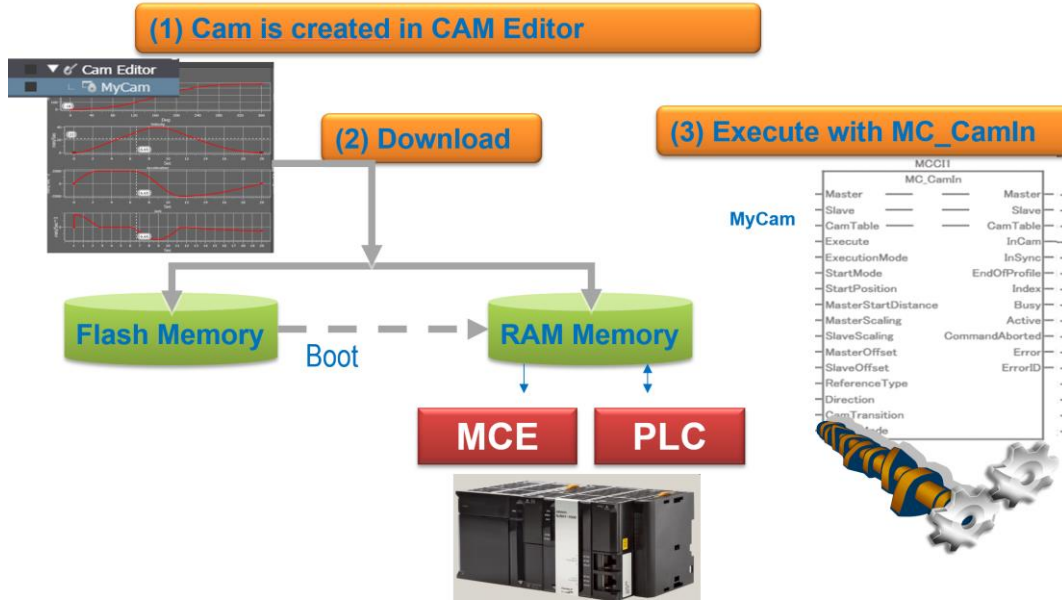 (1) Cam is created in CAM Editor
Cam Editor
MyCam
(2) Download
(3) Execute with MC_CamIn
MC_CamIn
Master Master
Slave Slave
MyCam
CamTable CamTable
Execute InCam
ExecutionMode InSync
StartMode EndOfProfile
StartPosition Index
MasterStartDistance Busy
MasterScaling Active
SlaveScaling CommandAborted
MasterOffset Error
SlaveOffset ErrorID
ReferenceType
Direction
CamTransition
Flash Memory
Boot
RAM Memory
MCE
PLC